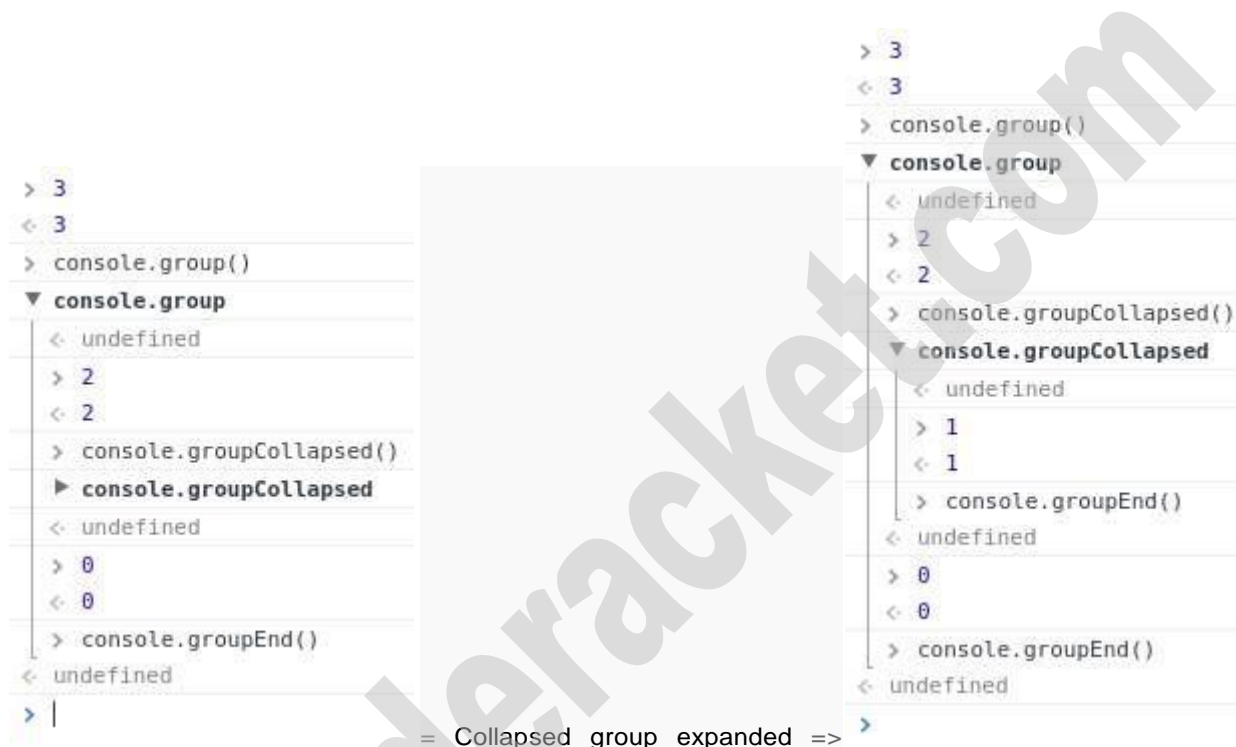 > 3
<· 3
> console.group()
▼ console.group
<· undefined
> 2
<· 2
> console.groupCollapsed()
▶ console.groupCollapsed
<· undefined
> 0
<· 0
> console.groupEnd()
<· undefined
>
= Collapsed group expanded =>
> 3
<· 3
> console.group()
▼ console.group
<· undefined
> 2
<· 2
> console.groupCollapsed()
▼ console.groupCollapsed
<· undefined
> 1
<· 1
> console.groupEnd()
<· undefined
> 0
<· 0
> console.groupEnd()
<· undefined
>
deracket.com